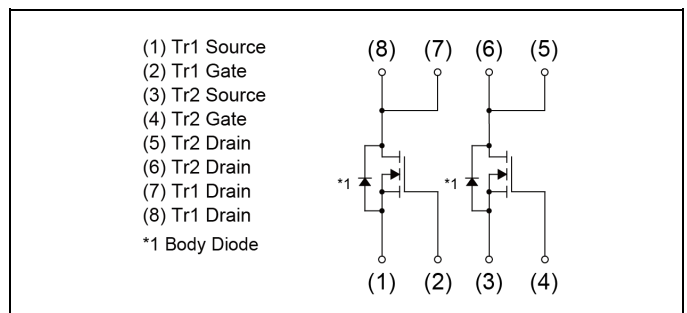 (1) Tr1 Source
(2) Tr1 Gate
(3) Tr2 Source
(4) Tr2 Gate
(5) Tr2 Drain
(6) Tr2 Drain
(7) Tr1 Drain
(8) Tr1 Drain
*1 Body Diode
(8) (7) (6) (5)
*1 *1
(1) (2) (3) (4)